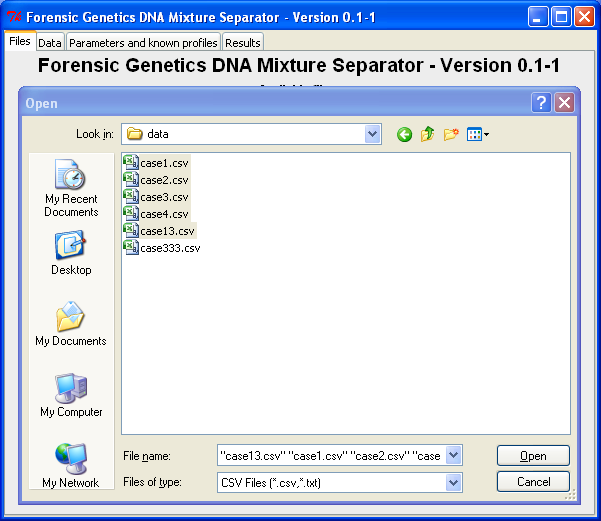 Forensic Genetics DNA Mixture Separator - Version 0.1-1
Files Data Parameters and known profiles Results
Forensic Genetics DNA Mixture Separator - Version 0.1-1
Open
Look in: data
case1.csv
case2.csv
case3.csv
case4.csv
case13.csv
case333.csv
My Recent
Documents
Desktop
My Documents
My Computer
My Network
File name: "case13.csv" "case1.csv" "case2.csv" "case Open
Files of type: CSV Files (*.csv,*.txt) Cancel